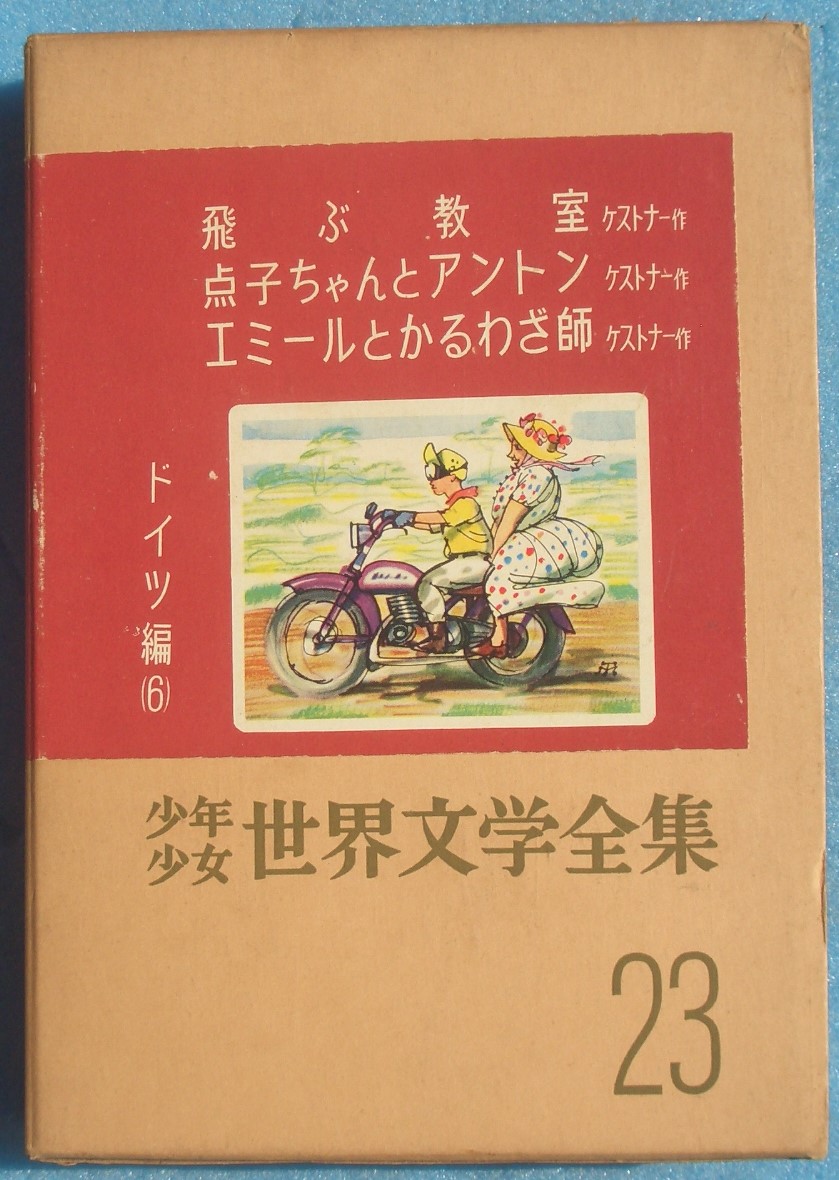 飛ぶ教室 ケストナー作
点子ちゃんとアントン ケストナー作
エミールとかるわざ師 ケストナー作
ドイツ編(6)
少年少女世界文学全集
23